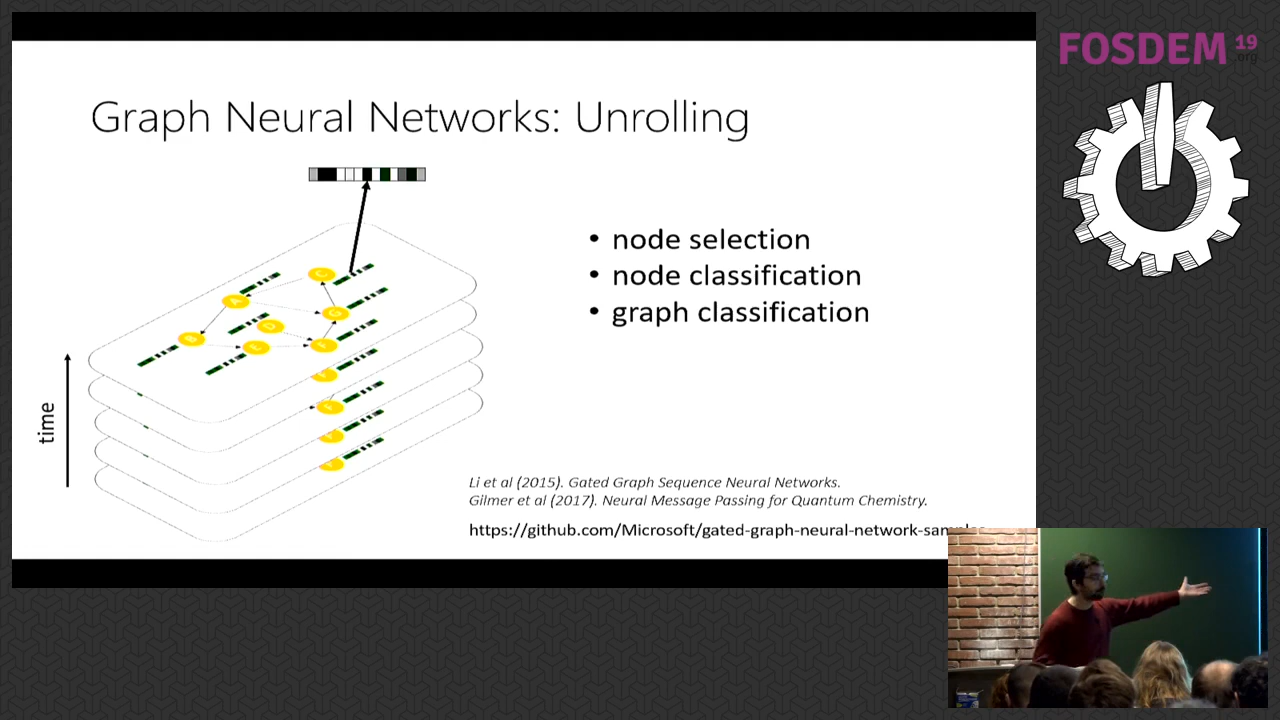 FOSDEM 19
.org
Graph Neural Networks: Unrolling
• node selection
• node classification
• graph classification
C
A
G
D
B
E
F
F
F
F
F
time
Li et al (2015). Gated Graph Sequence Neural Networks.
Gilmer et al (2017). Neural Message Passing for Quantum Chemistry.
https://github.com/Microsoft/gated-graph-neural-network-samples